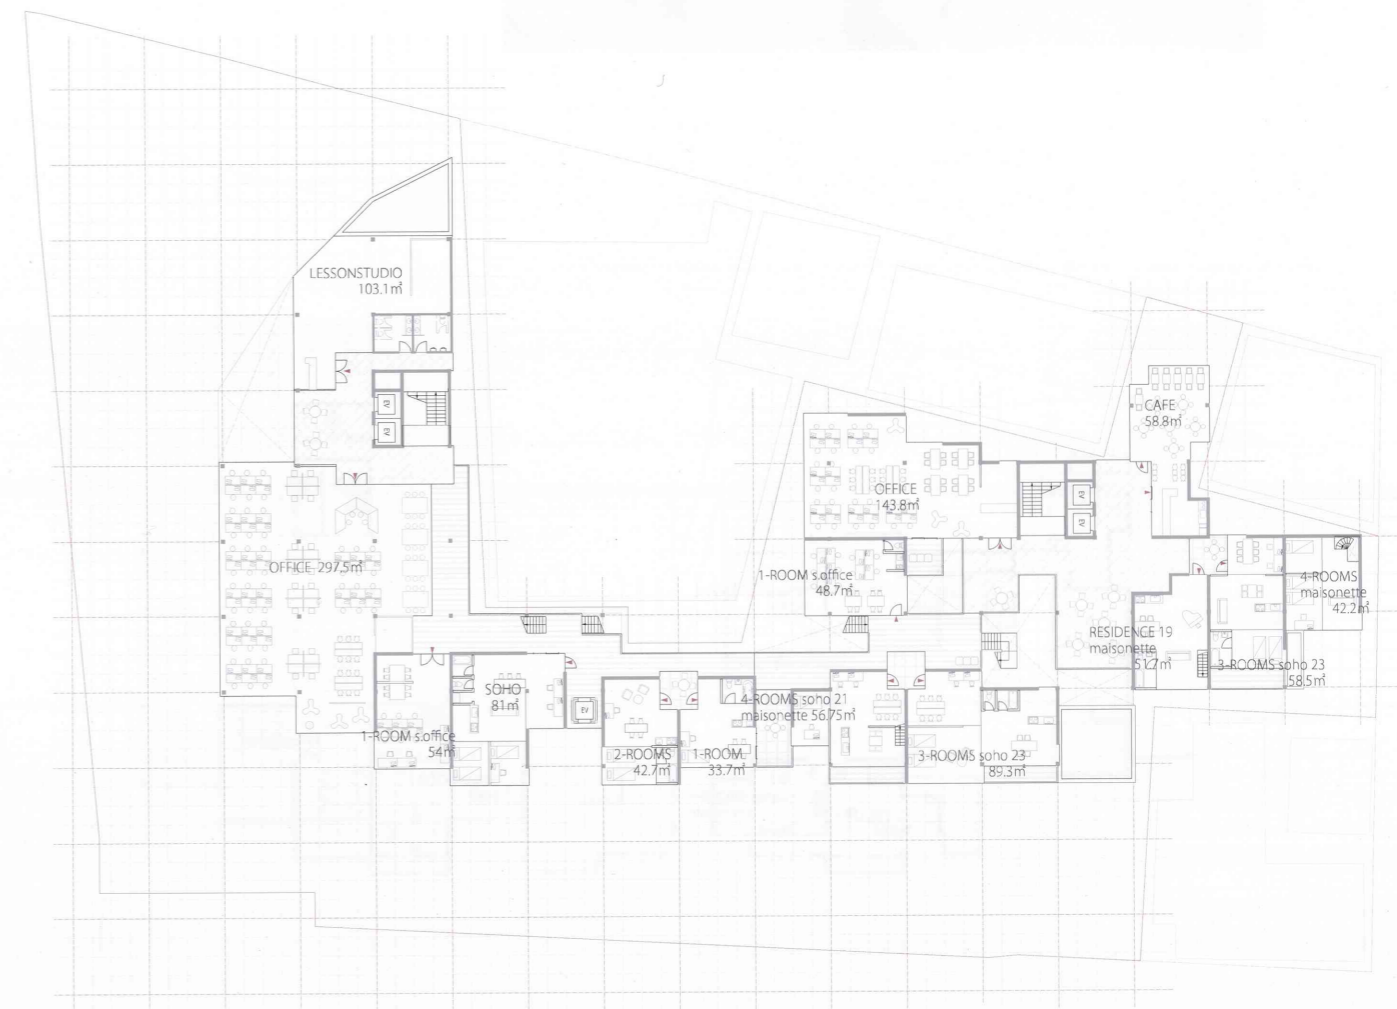 LESSONSTUDIO
103.1㎡
EV
EV
CAFE
58.8㎡
OFFICE
143.8㎡
EV
EV
OFFICE 297.5㎡
1-ROOM s.office
48.7㎡
4-ROOMS
maisonette
42.2㎡
RESIDENCE 19
maisonette
51.7㎡
3-ROOMS soho 23
58.5㎡
SOHO
81㎡
EV
4-ROOMS soho 21
maisonette 56.75㎡
1-ROOM s.office
54㎡
2-ROOMS
42.7㎡
1-ROOM
33.7㎡
3-ROOMS soho 23
89.3㎡